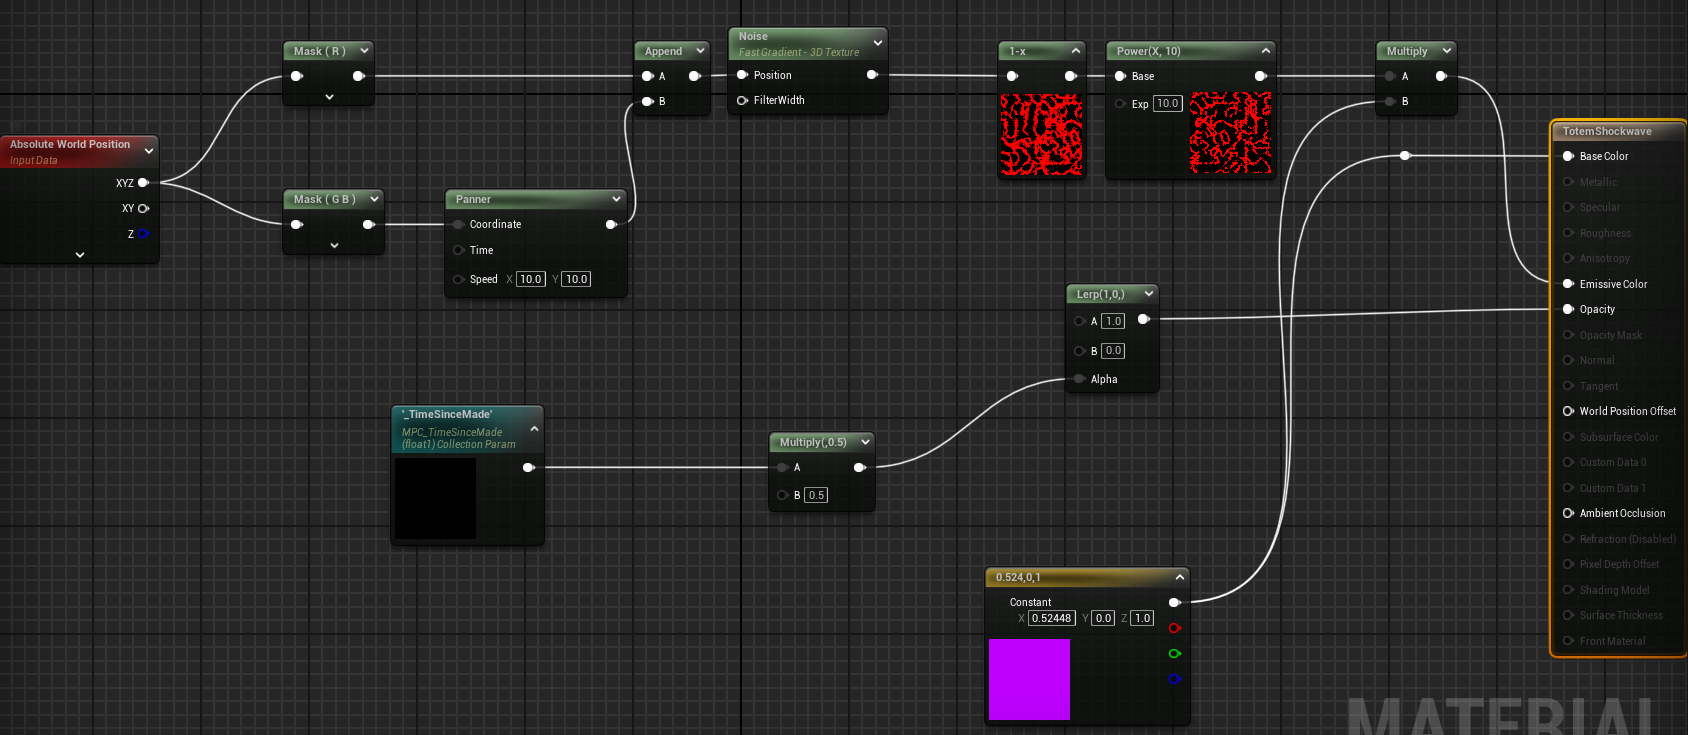 Mask ( R )
Append
A
B
Noise
Fast Gradient - 3D Texture
Position
FilterWidth
1-x
Power(X, 10)
Base
Exp 10.0
Multiply
A
B
Absolute World Position
Input Data
XYZ
XY
Z
Mask ( G B )
Panner
Coordinate
Time
Speed X 10.0 Y 10.0
Lerp(1,0,)
A 1.0
B 0.0
Alpha
'_TimeSinceMade'
MPC_TimeSinceMade
(float1) Collection Param
Multiply(,0.5)
A
B 0.5
0.524,0,1
Constant
X 0.52448 Y 0.0 Z 1.0
TotemShockwave
Base Color
Metallic
Specular
Roughness
Anisotropy
Emissive Color
Opacity
Opacity Mask
Normal
Tangent
World Position Offset
Subsurface Color
Custom Data 0
Custom Data 1
Ambient Occlusion
Refraction (Disabled)
Pixel Depth Offset
Shading Model
Surface Thickness
Front Material
MATERIAL